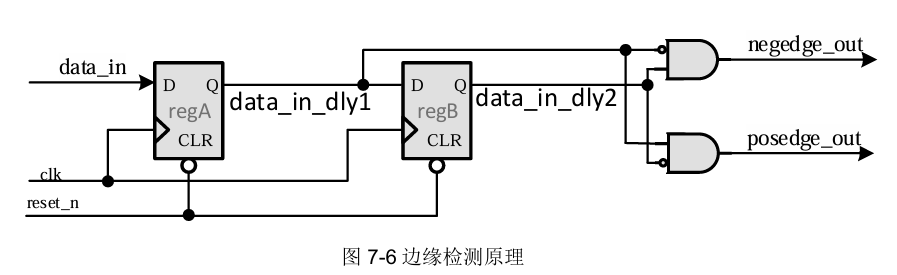 negedge_out
data_in
D
Q
data_in_dly1
D
Q
data_in_dly2
regA
regB
CLR
CLR
posedge_out
clk
reset_n
图 7-6 边缘检测原理